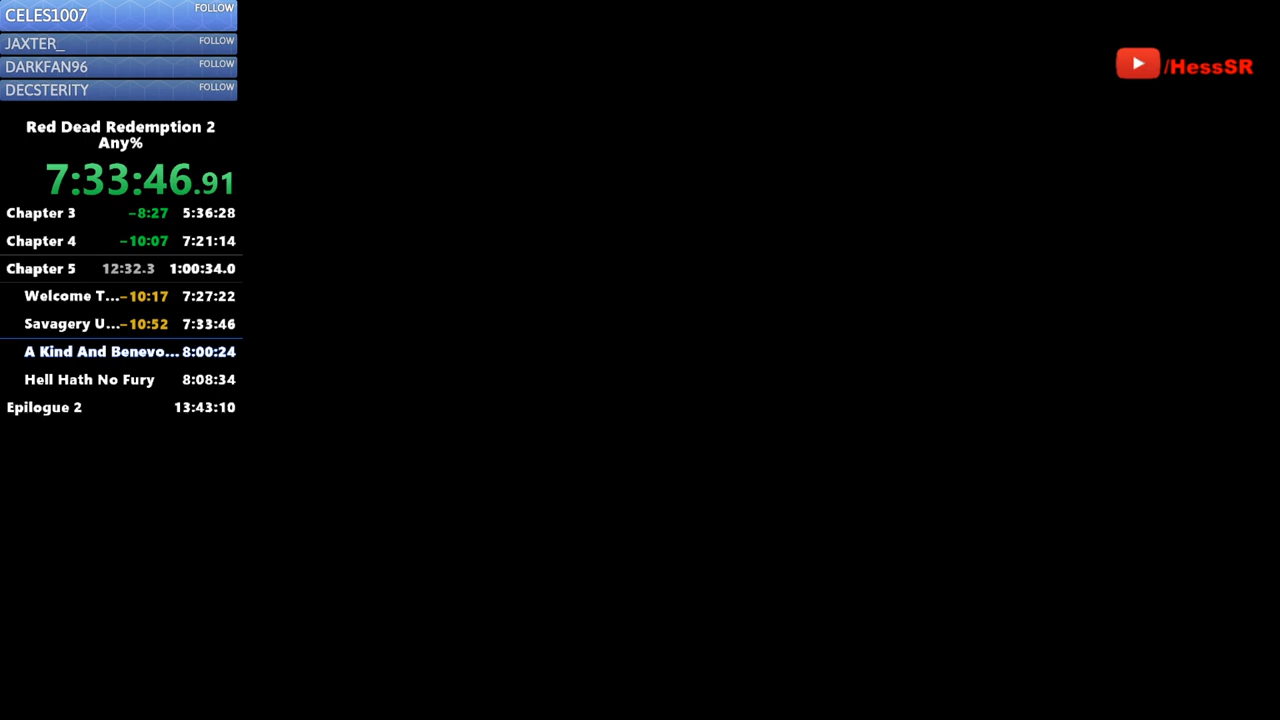 CELES1007 FOLLOW
JAXTER_ FOLLOW
DARKFAN96 FOLLOW
DECSTERITY FOLLOW
/HessSR
Red Dead Redemption 2
Any%
7:33:46.91
Chapter 3 -8:27 5:36:28
Chapter 4 -10:07 7:21:14
Chapter 5 12:32.3 1:00:34.0
Welcome T... -10:17 7:27:22
Savagery U... -10:52 7:33:46
A Kind And Benevo... 8:00:24
Hell Hath No Fury 8:08:34
Epilogue 2 13:43:10